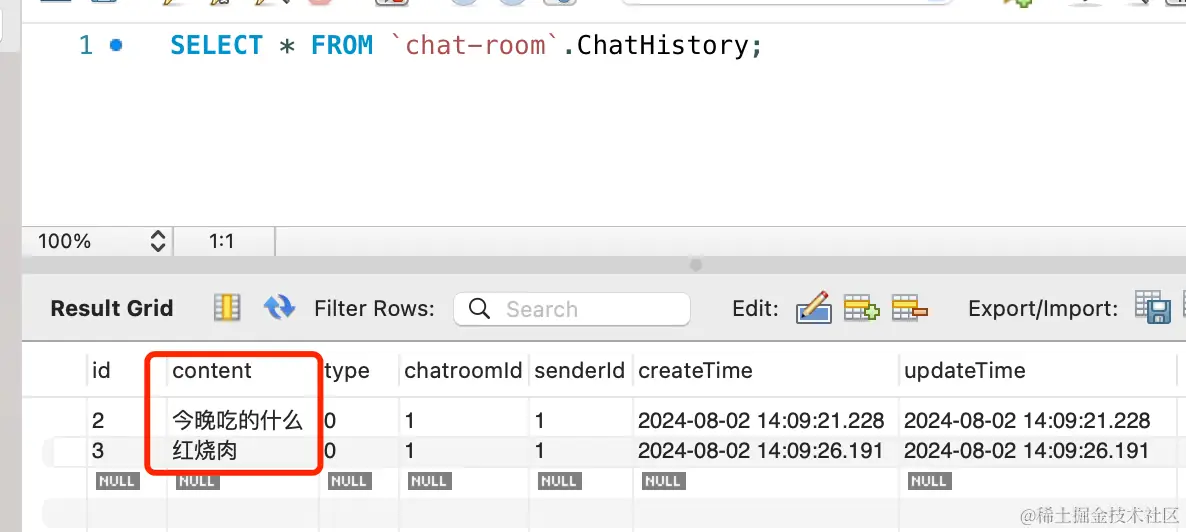 1 SELECT * FROM `chat-room`.ChatHistory;
100% 1:1
Result Grid Filter Rows: Search Edit: Export/Import:
id content type chatroomId senderId createTime updateTime
2 今晚吃的什么 0 1 1 2024-08-02 14:09:21.228 2024-08-02 14:09:21.228
3 红烧肉 0 1 1 2024-08-02 14:09:26.191 2024-08-02 14:09:26.191
NULL NULL NULL NULL NULL NULL NULL
@稀土掘金技术社区